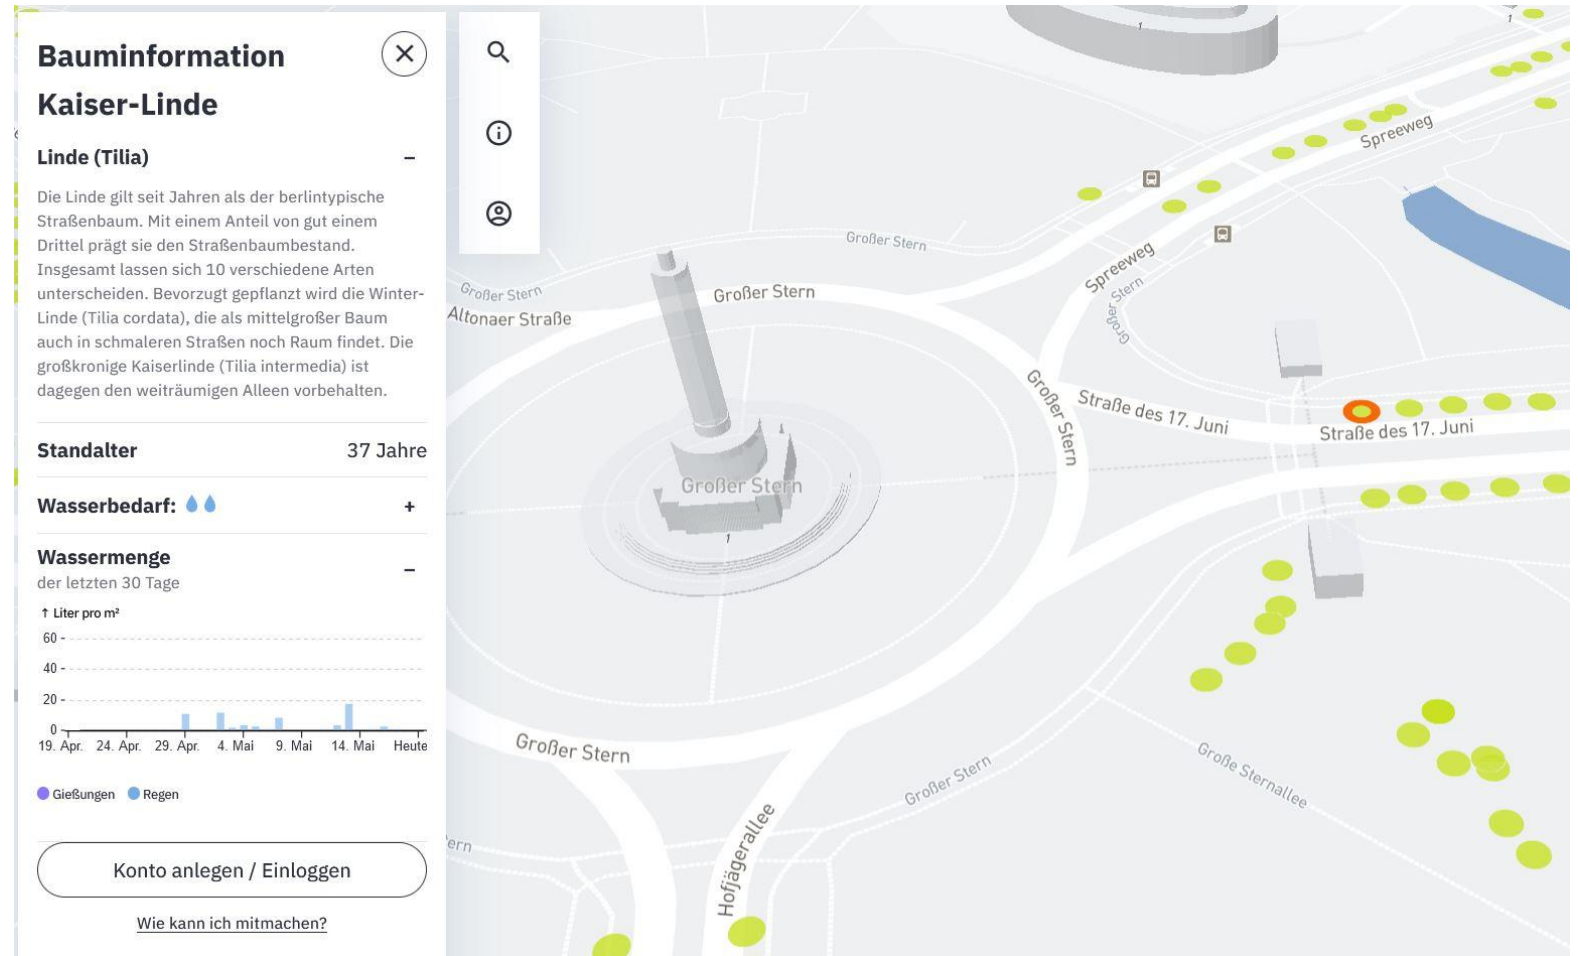 Bauminformation
Kaiser-Linde
Linde (Tilia)
Die Linde gilt seit Jahren als der berlintypische
Straßenbaum. Mit einem Anteil von gut einem
Drittel prägt sie den Straßenbaumbestand.
Insgesamt lassen sich 10 verschiedene Arten
unterscheiden. Bevorzugt gepflanzt wird die Winter-
Linde (Tilia cordata), die als mittelgroßer Baum
auch in schmaleren Straßen noch Raum findet. Die
großkronige Kaiserlinde (Tilia intermedia) ist
dagegen den weiträumigen Alleen vorbehalten.
Standalter 37 Jahre
Wasserbedarf: +
Wassermenge
der letzten 30 Tage
↑ Liter pro m²
60
40
20
0
19. Apr. 24. Apr. 29. Apr. 4. Mai 9. Mai 14. Mai Heute
Gießungen Regen
Konto anlegen / Einloggen
Wie kann ich mitmachen?
1
1
Spreeweg
Großer Stern
Spreeweg
Großer Stern
Großer Stern
Großer Stern
Altonaer Straße
Großer Stern
Straße des 17. Juni
Straße des 17. Juni
Großer Stern
1
Großer Stern
Großer Stern
Große Sternallee
Hofjägerallee
ern